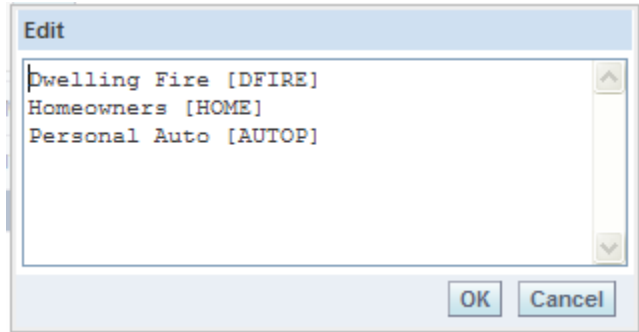 Edit
Dwelling Fire [DFIRE]
Homeowners [HOME]
Personal Auto [AUTOP]
OK
Cancel